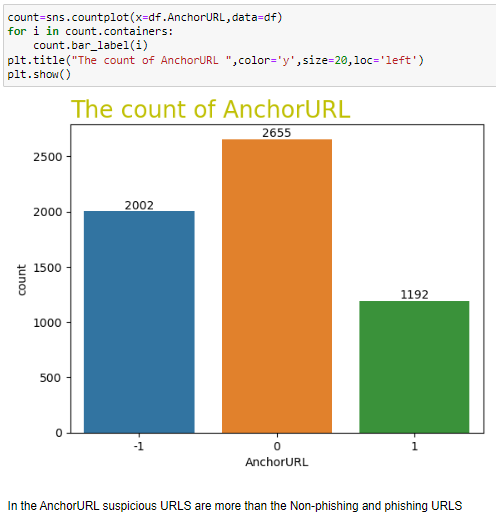 count=sns.countplot(x=df.AnchorURL,data=df)
for i in count.containers:
    count.bar_label(i)
plt.title("The count of AnchorURL ",color='y',size=20,loc='left')
plt.show()
The count of AnchorURL
2655
2500
2002
2000
1500
1192
count
1000
500
0
-1 0 1
AnchorURL
In the AnchorURL suspicious URLS are more than the Non-phishing and phishing URLS